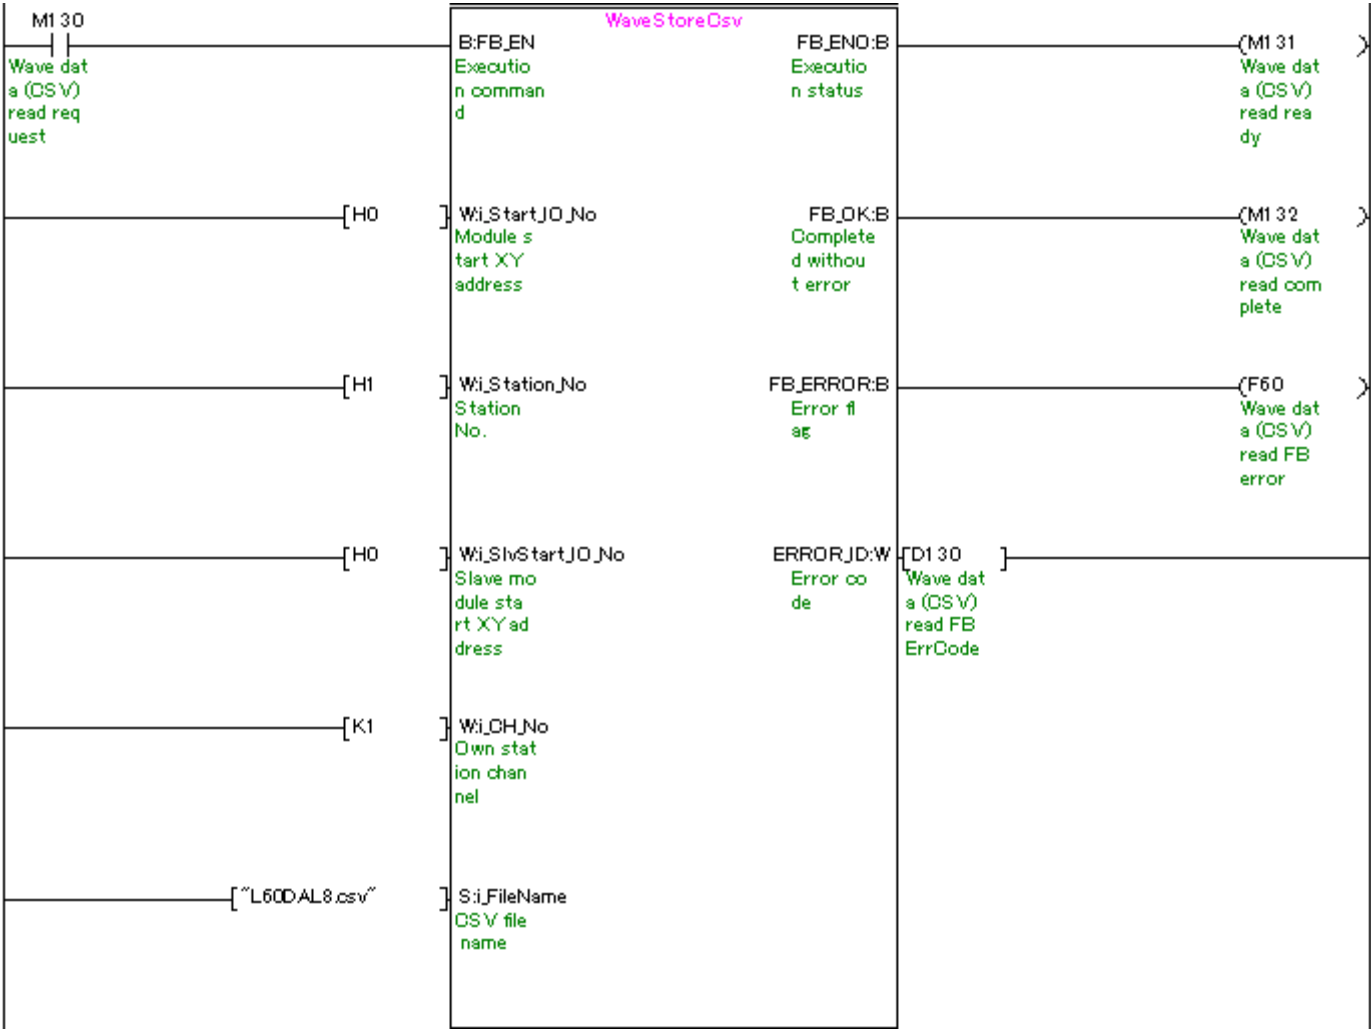 WaveStoreCsv
M130
B:FB_EN
FB_ENO:B
(M131 )
Wave dat
a (CSV)
read req
uest
Executio
n comman
d
Executio
n status
Wave dat
a (CSV)
read rea
dy
[H0 ]
W:i_Start_IO_No
FB_OK:B
(M132 )
Module s
tart XY
address
Complete
d withou
t error
Wave dat
a (CSV)
read com
plete
[H1 ]
W:i_Station_No
FB_ERROR:B
(F60 )
Station
No.
Error fl
ag
Wave dat
a (CSV)
read FB
error
[H0 ]
W:i_SlvStart_IO_No
ERROR_ID:W
[D130 ]
Slave mo
dule sta
rt XY ad
dress
Error co
de
Wave dat
a (CSV)
read FB
ErrCode
[K1 ]
W:i_CH_No
Own stat
ion chan
nel
["L60DAL8.csv" ]
S:i_FileName
CSV file
name